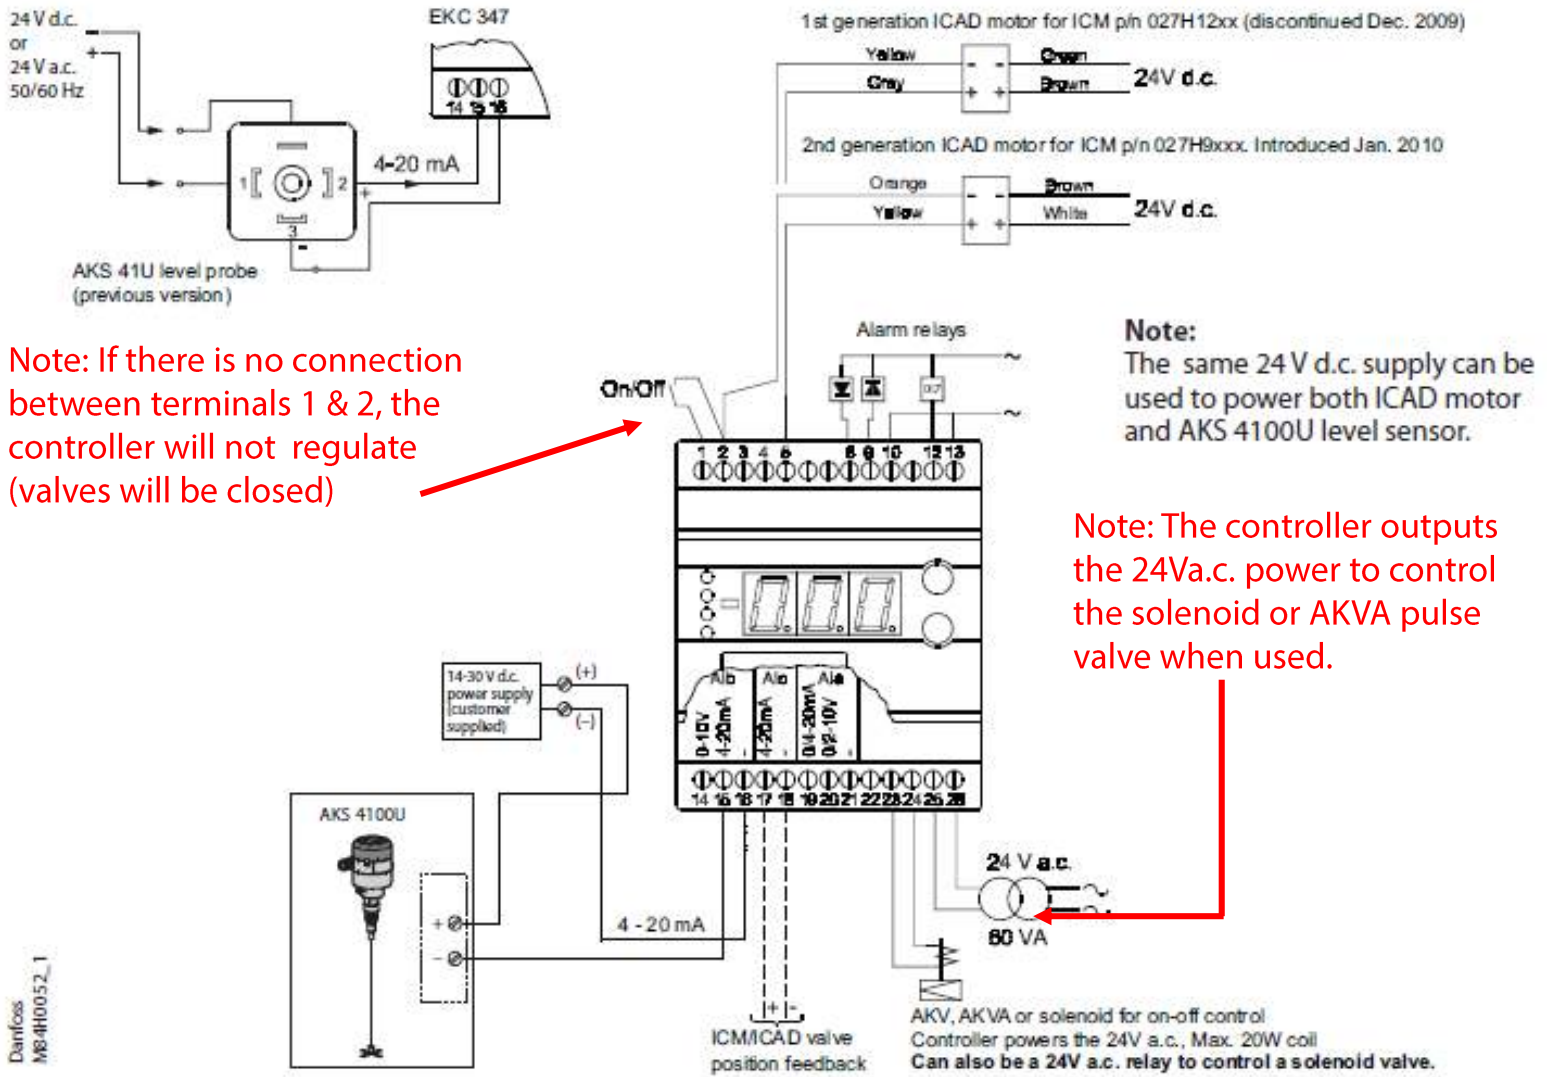 24 V d.c.
or
24 V a.c.
50/60 Hz
-
+
EKC 347
14 15 16
4-20 mA
1
2
3
+
-
AKS 41U level probe
(previous version)
1st generation ICAD motor for ICM p/n 027H12xx (discontinued Dec. 2009)
Yellow - - Green
Gray + + Brown
24V d.c.
2nd generation ICAD motor for ICM p/n 027H9xxx. Introduced Jan. 2010
Orange - - Brown
Yellow + + White
24V d.c.
Note: If there is no connection
between terminals 1 & 2, the
controller will not regulate
(valves will be closed)
On/Off
Alarm relays
~
~
Note:
The same 24 V d.c. supply can be
used to power both ICAD motor
and AKS 4100U level sensor.
1 2 3 4 5 8 9 10 12 13
Note: The controller outputs
the 24Va.c. power to control
the solenoid or AKVA pulse
valve when used.
14-30 V d.c.
power supply
(customer
supplied)
(+)
(–)
AIb AIc AIa
0-10V
4-20mA
-
4-20mA
-
0/4-20mA
0/2-10V
-
14 15 16 17 18 19 20 21 22 23 24 25 26
AKS 4100U
+
-
4 - 20 mA
24 V a.c.
60 VA
+ -
ICM/ICAD valve
position feedback
AKV, AKVA or solenoid for on-off control
Controller powers the 24V a.c., Max. 20W coil
Can also be a 24V a.c. relay to control a solenoid valve.
Danfoss
M84H0052_1